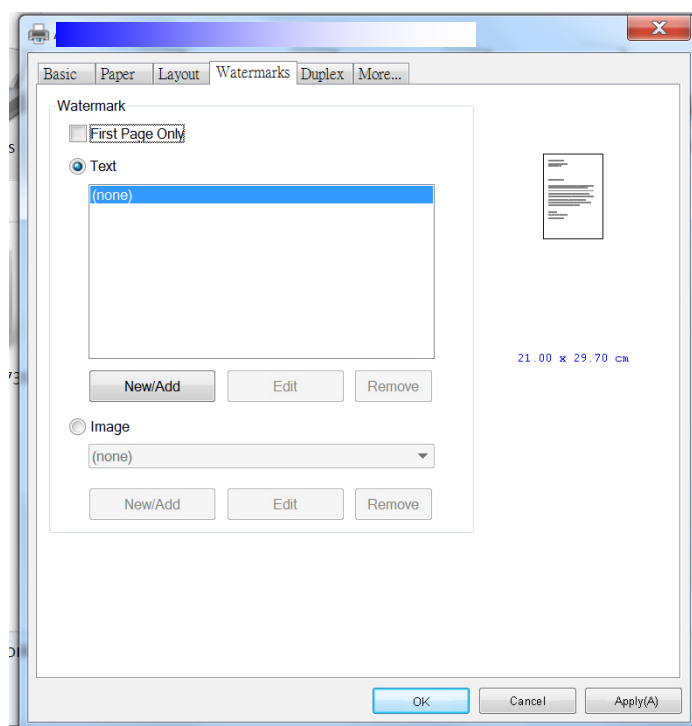 Basic Paper Layout Watermarks Duplex More...
Watermark
First Page Only
Text
(none)
21.00 x 29.70 cm
New/Add Edit Remove
Image
(none)
New/Add Edit Remove
OK Cancel Apply(A)